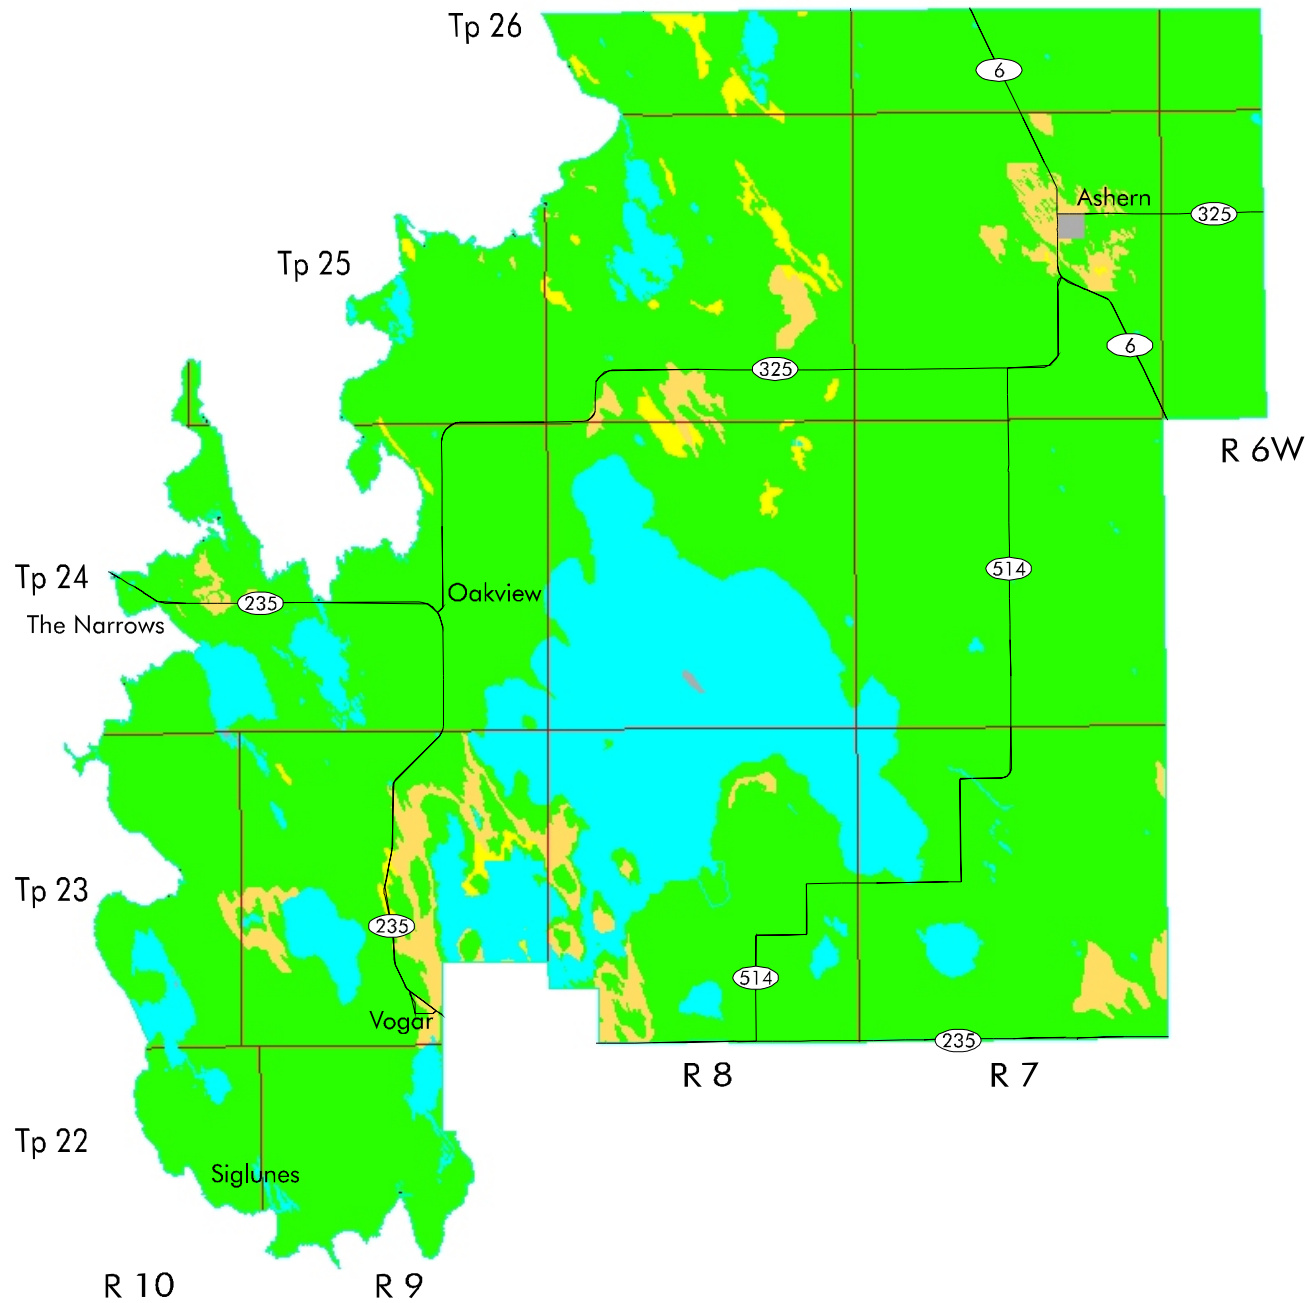 Tp 26
6
Ashern
325
Tp 25
6
325
R 6W
514
Tp 24
Oakview
235
The Narrows
Tp 23
235
514
Vogar
235
R 8
R 7
Tp 22
Siglunes
R 10
R 9